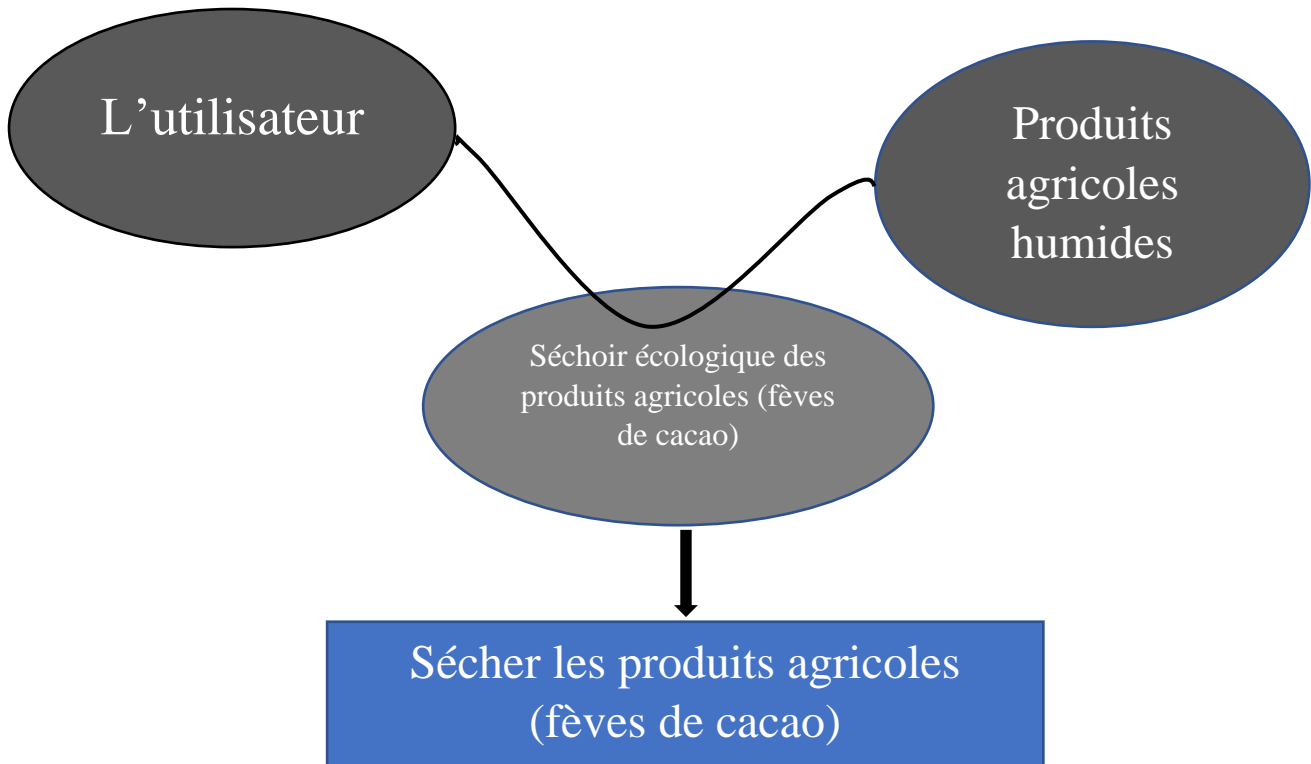 L’utilisateur
Produits
agricoles
humides
Séchoir écologique des
produits agricoles (fèves
de cacao)
Sécher les produits agricoles
(fèves de cacao)